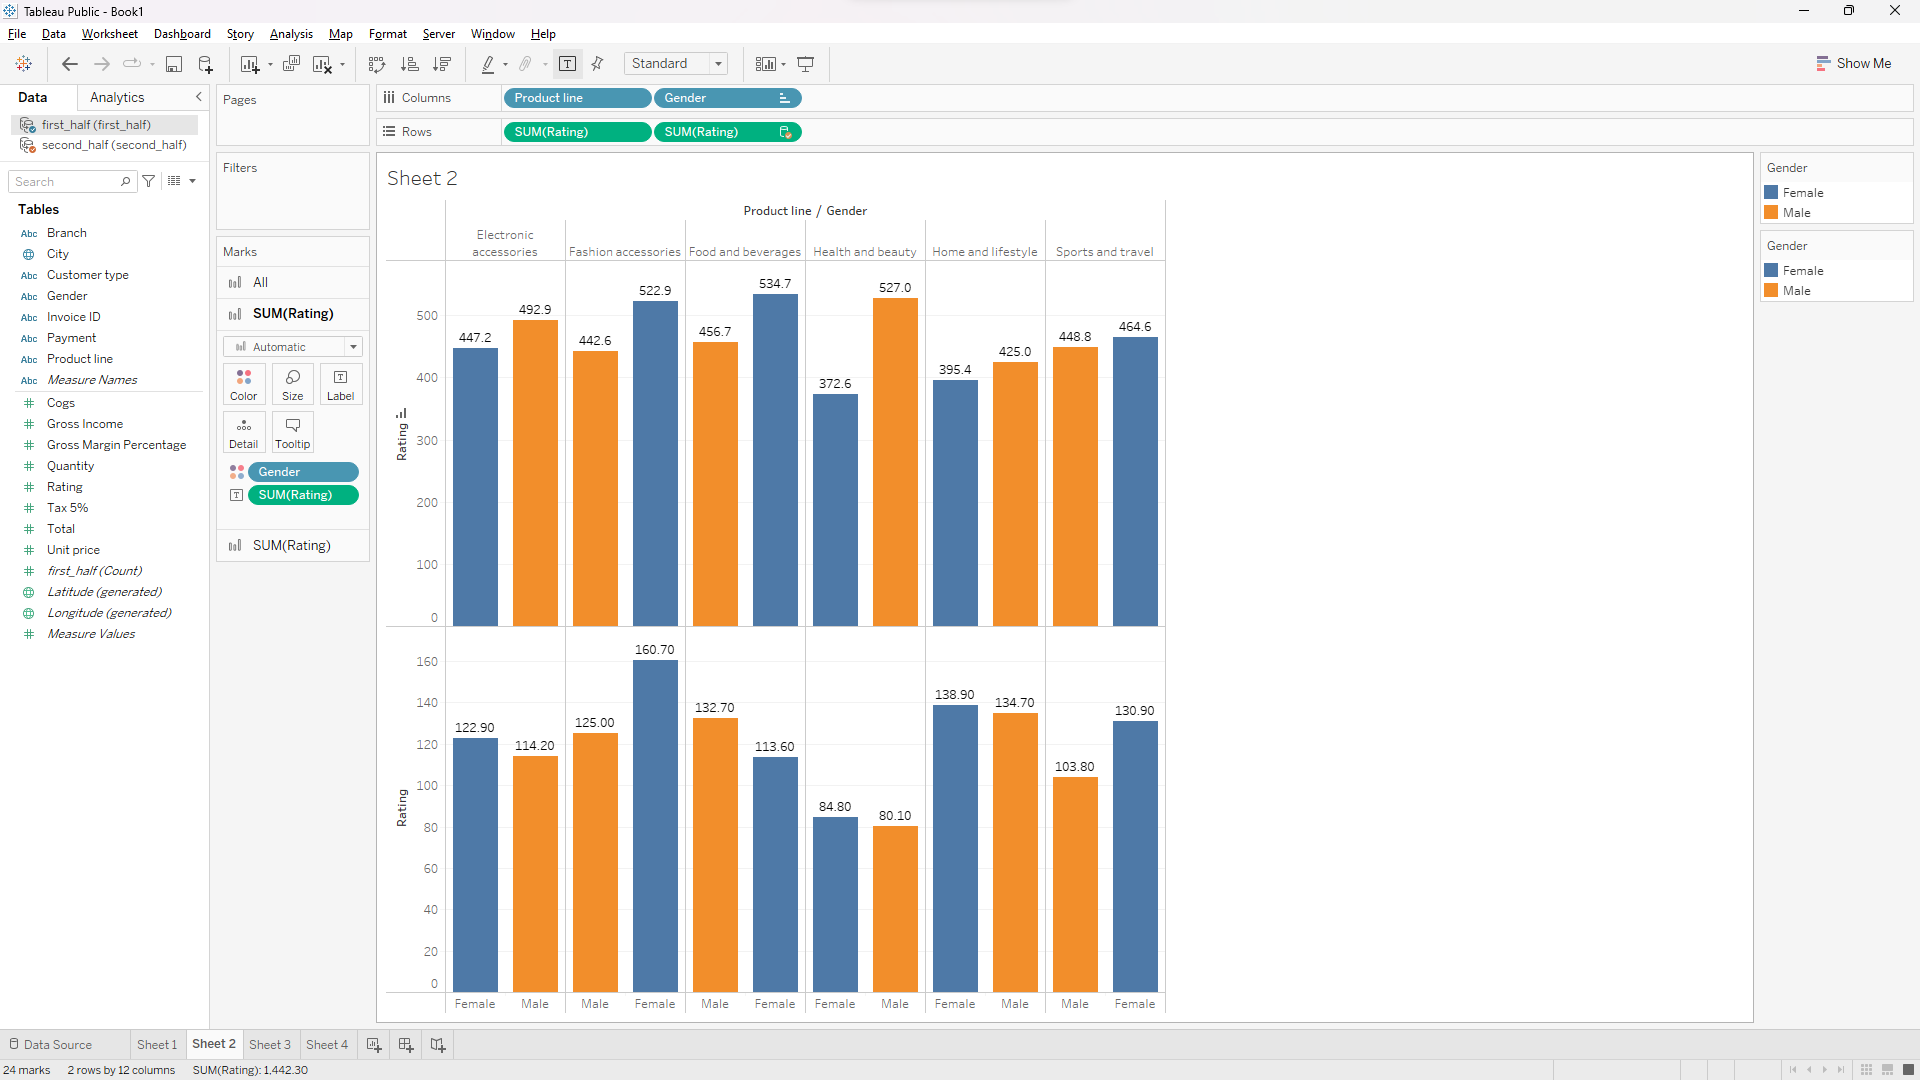 Tableau Public - Book1
File Data Worksheet Dashboard Story Analysis Map Format Server Window Help
Standard
Show Me
Data Analytics
first_half (first_half)
second_half (second_half)
Search
Tables
Abc Branch
City
Abc Customer type
Abc Gender
Abc Invoice ID
Abc Payment
Abc Product line
Abc Measure Names
Cogs
Gross Income
Gross Margin Percentage
Quantity
Rating
Tax 5%
Total
Unit price
first_half (Count)
Latitude (generated)
Longitude (generated)
Measure Values
Pages
Filters
Marks
All
SUM(Rating)
Automatic
Color Size Label
Detail Tooltip
Gender
SUM(Rating)
SUM(Rating)
Columns Product line Gender
Rows SUM(Rating) SUM(Rating)
Sheet 2
Product line / Gender
Electronic
accessories Fashion accessories Food and beverages Health and beauty Home and lifestyle Sports and travel
Rating
500
400
300
200
100
0
447.2 492.9 442.6 522.9 456.7 534.7 372.6 527.0 395.4 425.0 448.8 464.6
Rating
160
140
120
100
80
60
40
20
0
122.90 114.20 125.00 160.70 132.70 113.60 84.80 80.10 138.90 134.70 103.80 130.90
Female Male Male Female Male Female Female Male Female Male Male Female
Gender
Female
Male
Gender
Female
Male
Data Source Sheet 1 Sheet 2 Sheet 3 Sheet 4
24 marks 2 rows by 12 columns SUM(Rating): 1,442.30